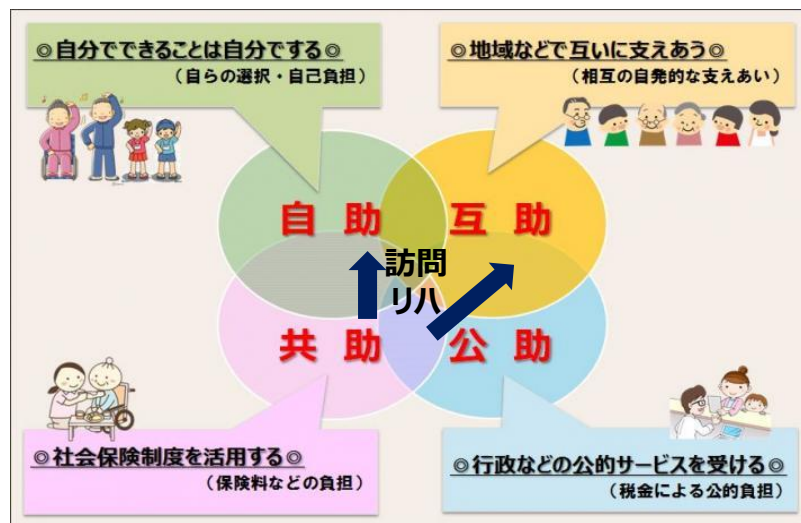 ◎自分でできることは自分でする◎
（自らの選択・自己負担）
◎地域などで互いに支えあう◎
（相互の自発的な支えあい）
自 助
互 助
訪問
リハ
共 助
公 助
◎社会保険制度を活用する◎
（保険料などの負担）
◎行政などの公的サービスを受ける◎
（税金による公的負担）